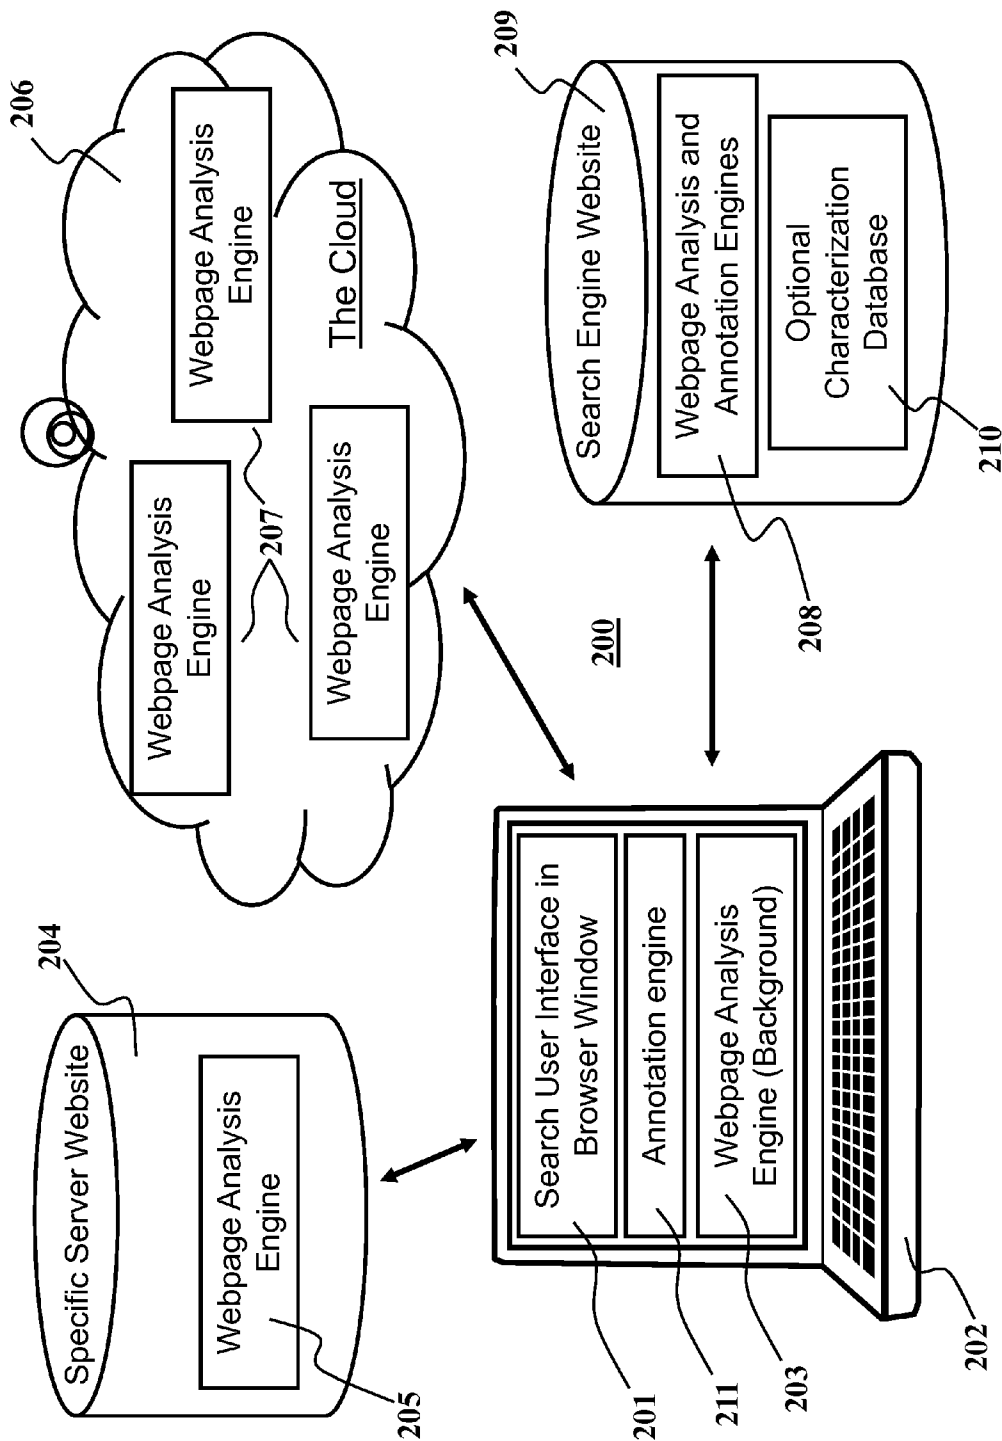 204
Specific Server Website
Webpage Analysis
Engine
205
206
Webpage Analysis
Engine
Webpage Analysis
Engine
207
Webpage Analysis
Engine
The Cloud
200
Search User Interface in
Browser Window
Annotation engine
Webpage Analysis
Engine (Background)
201
211
203
202
209
Search Engine Website
Webpage Analysis and
Annotation Engines
Optional
Characterization
Database
208
210